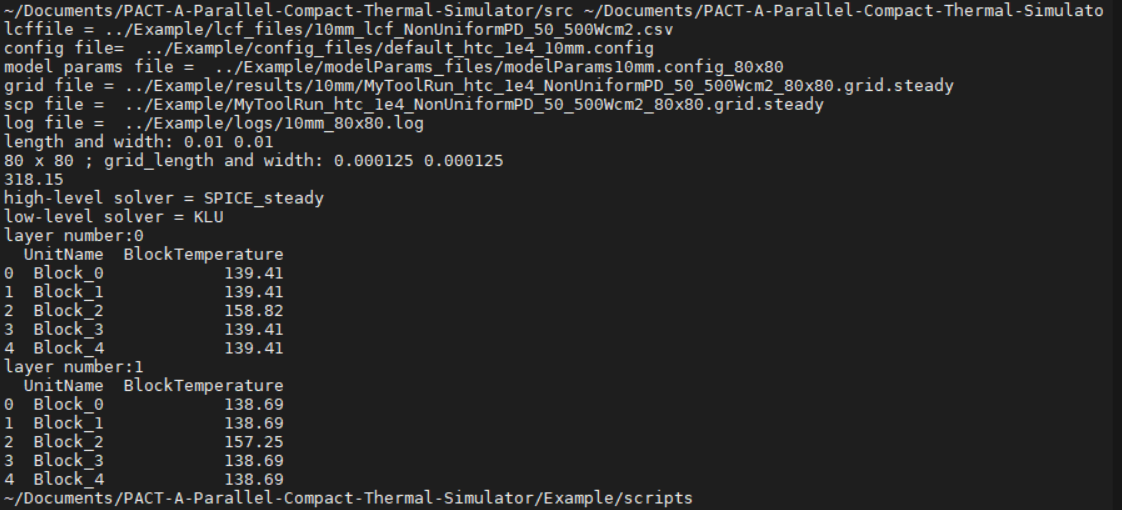 ~/Documents/PACT-A-Parallel-Compact-Thermal-Simulator/src ~/Documents/PACT-A-Parallel-Compact-Thermal-Simulato
lcffile = ../Example/lcf_files/10mm_lcf_NonUniformPD_50_500Wcm2.csv
config file=  ../Example/config_files/default_htc_1e4_10mm.config
model params file =  ../Example/modelParams_files/modelParams10mm.config_80x80
grid file = ../Example/results/10mm/MyToolRun_htc_1e4_NonUniformPD_50_500Wcm2_80x80.grid.steady
scp file =  ../Example/MyToolRun_htc_1e4_NonUniformPD_50_500Wcm2_80x80.grid.steady
log file =  ../Example/logs/10mm_80x80.log
length and width: 0.01 0.01
80 x 80 ; grid_length and width: 0.000125 0.000125
318.15
high-level solver = SPICE_steady
low-level solver = KLU
layer number:0
  UnitName  BlockTemperature
0  Block_0            139.41
1  Block_1            139.41
2  Block_2            158.82
3  Block_3            139.41
4  Block_4            139.41
layer number:1
  UnitName  BlockTemperature
0  Block_0            138.69
1  Block_1            138.69
2  Block_2            157.25
3  Block_3            138.69
4  Block_4            138.69
~/Documents/PACT-A-Parallel-Compact-Thermal-Simulator/Example/scripts